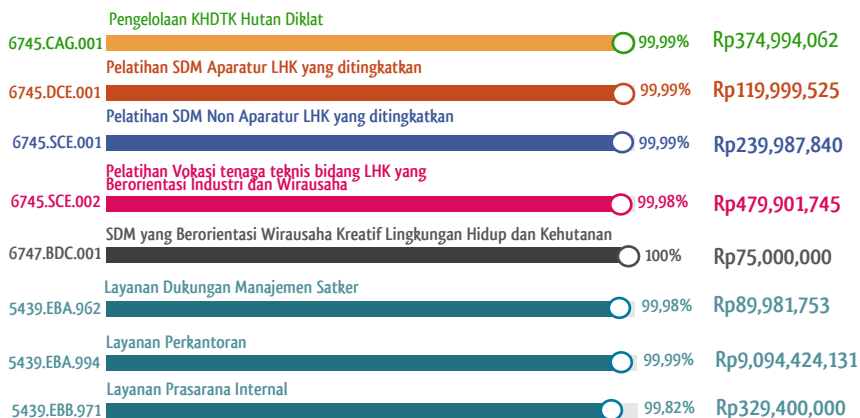 Pengelolaan KHDTK Hutan Diklat
6745.CAG.001 99,99% Rp374,994,062
Pelatihan SDM Aparatur LHK yang ditingkatkan
6745.DCE.001 99,99% Rp119,999,525
Pelatihan SDM Non Aparatur LHK yang ditingkatkan
6745.SCE.001 99,99% Rp239,987,840
Pelatihan Vokasi tenaga teknis bidang LHK yang
Berorientasi Industri dan Wirausaha
6745.SCE.002 99,98% Rp479,901,745
SDM yang Berorientasi Wirausaha Kreatif Lingkungan Hidup dan Kehutanan
6747.BDC.001 100% Rp75,000,000
Layanan Dukungan Manajemen Satker
5439.EBA.962 99,98% Rp89,981,753
Layanan Perkantoran
5439.EBA.994 99,99% Rp9,094,424,131
Layanan Prasarana Internal
5439.EBB.971 99,82% Rp329,400,000